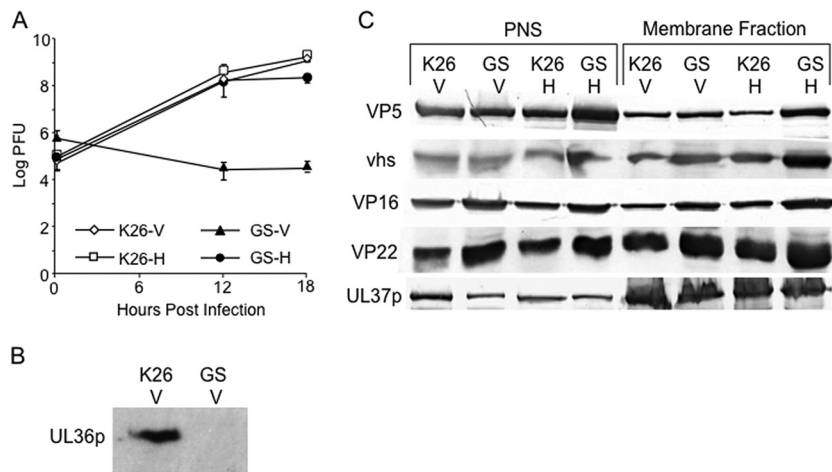 A
10
8
6
4
2
0
Log PFU
K26-V
GS-V
K26-H
GS-H
0
6
12
18
Hours Post Infection
B
K26
V
GS
V
UL36p
C
PNS
Membrane Fraction
K26
V
GS
V
K26
H
GS
H
K26
V
GS
V
K26
H
GS
H
VP5
vhs
VP16
VP22
UL37p